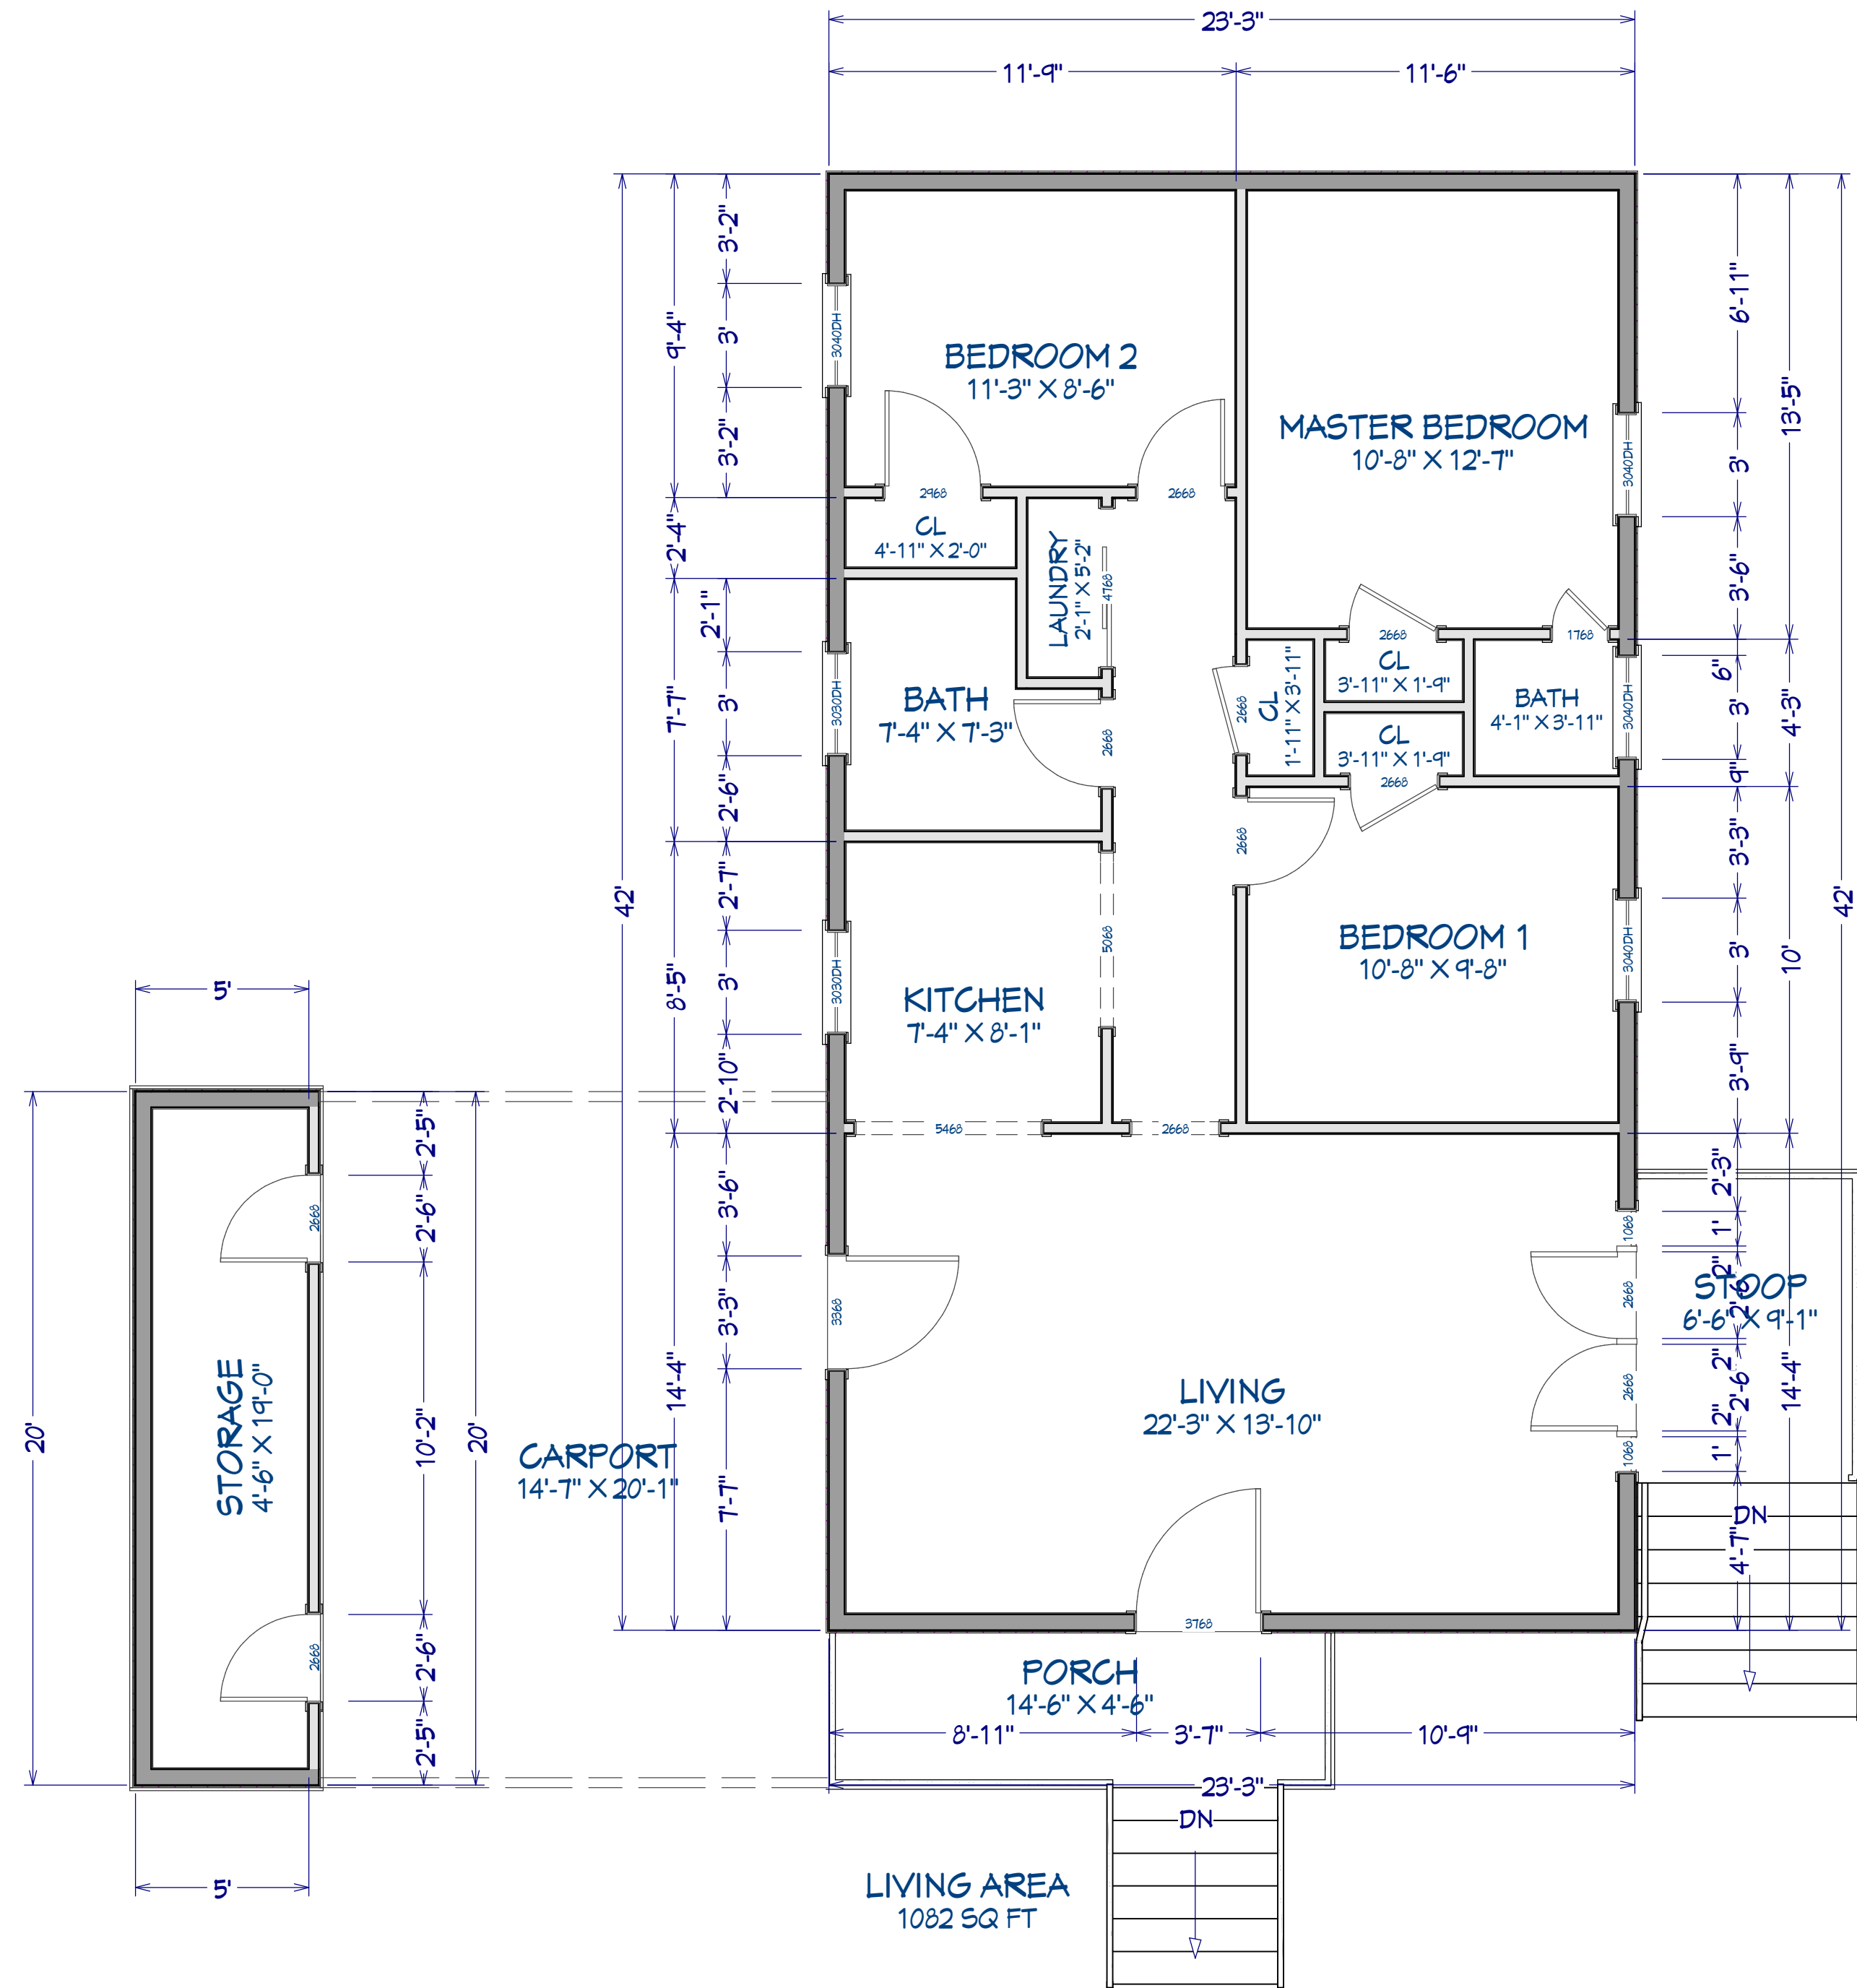 23'-3"
11'-9"
11'-6"
42'
9'-4"
2'-4"
7'-7"
8'-5"
14'-4"
3'-2"
3'
3'-2"
2'-1"
3'
2'-6"
2'-7"
3'
2'-10"
3'-6"
3'-3"
7'-7"
3040DH
3030DH
3030DH
3368
BEDROOM 2
11'-3" X 8'-6"
2968
2668
CL
4'-11" X 2'-0"
LAUNDRY
2'-1" X 5'-2"
4768
MASTER BEDROOM
10'-8" X 12'-7"
2668
1768
CL
3'-11" X 1'-9"
CL
1'-11" X 3'-11"
2668
CL
3'-11" X 1'-9"
2668
BATH
4'-1" X 3'-11"
BATH
7'-4" X 7'-3"
2668
2668
BEDROOM 1
10'-8" X 9'-8"
5068
KITCHEN
7'-4" X 8'-1"
5468
2668
LIVING
22'-3" X 13'-10"
3768
3040DH
3040DH
3040DH
1068
2668
2668
1068
6'-11"
3'
3'-6"
6"
3'
9"
3'-3"
3'
3'-9"
2'-3"
1'
2"
2'-6"
2"
2'-6"
2"
1'
4'-7"
13'-5"
4'-3"
10'
14'-4"
42'
STOOP
6'-6" X 9'-1"
DN
5'
20'
STORAGE
4'-6" X 19'-0"
2668
2668
2'-5"
2'-6"
10'-2"
2'-6"
2'-5"
20'
5'
CARPORT
14'-7" X 20'-1"
PORCH
14'-6" X 4'-6"
8'-11"
3'-7"
10'-9"
23'-3"
DN
LIVING AREA
1082 SQ FT